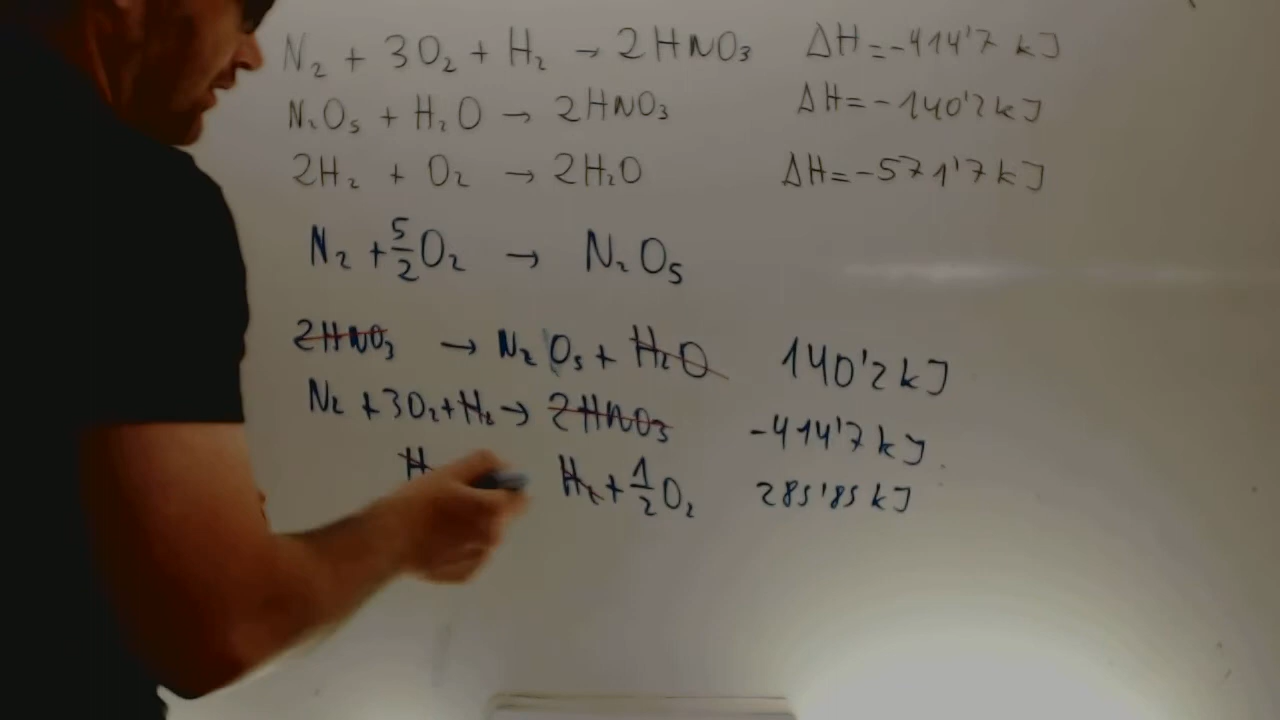 N₂ + 3O₂ + H₂ → 2HNO₃ ΔH = -414'7 kJ
N₂O₅ + H₂O → 2HNO₃ ΔH = -140'2 kJ
2H₂ + O₂ → 2H₂O ΔH = -571'7 kJ
N₂ + 5/2 O₂ → N₂O₅
2HNO₃ → N₂O₅ + H₂O 140'2 kJ
N₂ + 3O₂ + H₂ → 2HNO₃ -414'7 kJ
H₂ + 1/2 O₂ 285'85 kJ